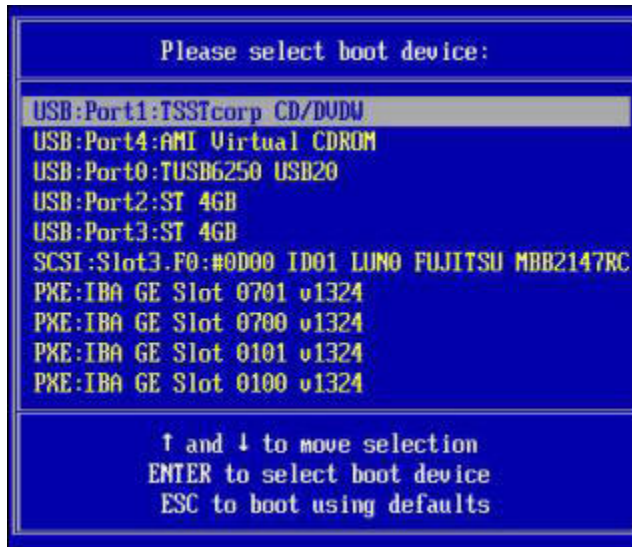 Please select boot device:
USB:Port1:TSSTcorp CD/DVDW
USB:Port4:AMI Virtual CDROM
USB:Port0:TUSB6250 USB20
USB:Port2:ST 4GB
USB:Port3:ST 4GB
SCSI:Slot3.F0:#0D00 ID01 LUN0 FUJITSU MBB2147RC
PXE:IBA GE Slot 0701 v1324
PXE:IBA GE Slot 0700 v1324
PXE:IBA GE Slot 0101 v1324
PXE:IBA GE Slot 0100 v1324
↑ and ↓ to move selection
ENTER to select boot device
ESC to boot using defaults